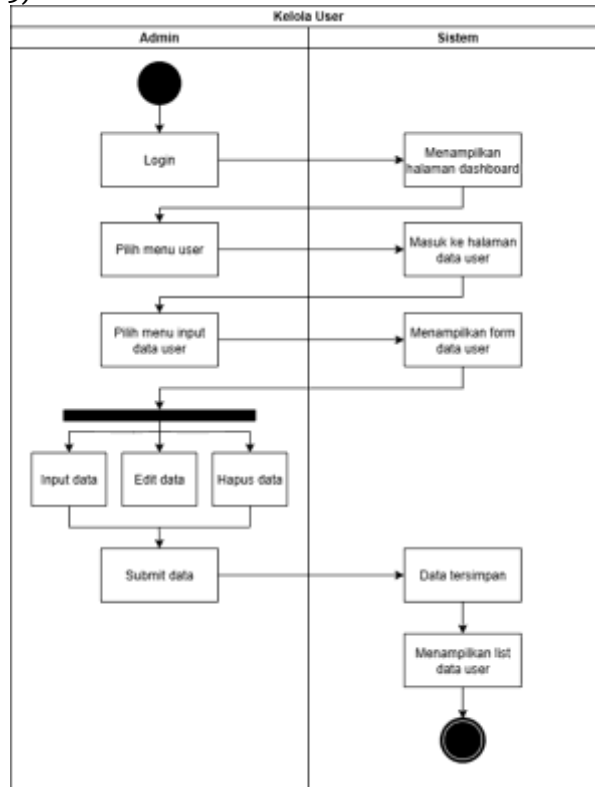 Kelola User
Admin
Sistem
Login
Menampilkan
halaman dashboard
Pilih menu user
Masuk ke halaman
data user
Pilih menu input
data user
Menampilkan form
data user
Input data
Edit data
Hapus data
Submit data
Data tersimpan
Menampilkan list
data user